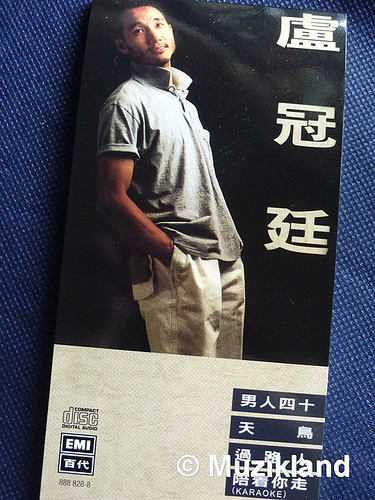 盧冠廷
男人四十
天鳥
過路人
陪着你走
(KARAOKE)
COMPACT
disc
DIGITAL AUDIO
EMI
百代
888 828-8
© Muzikland